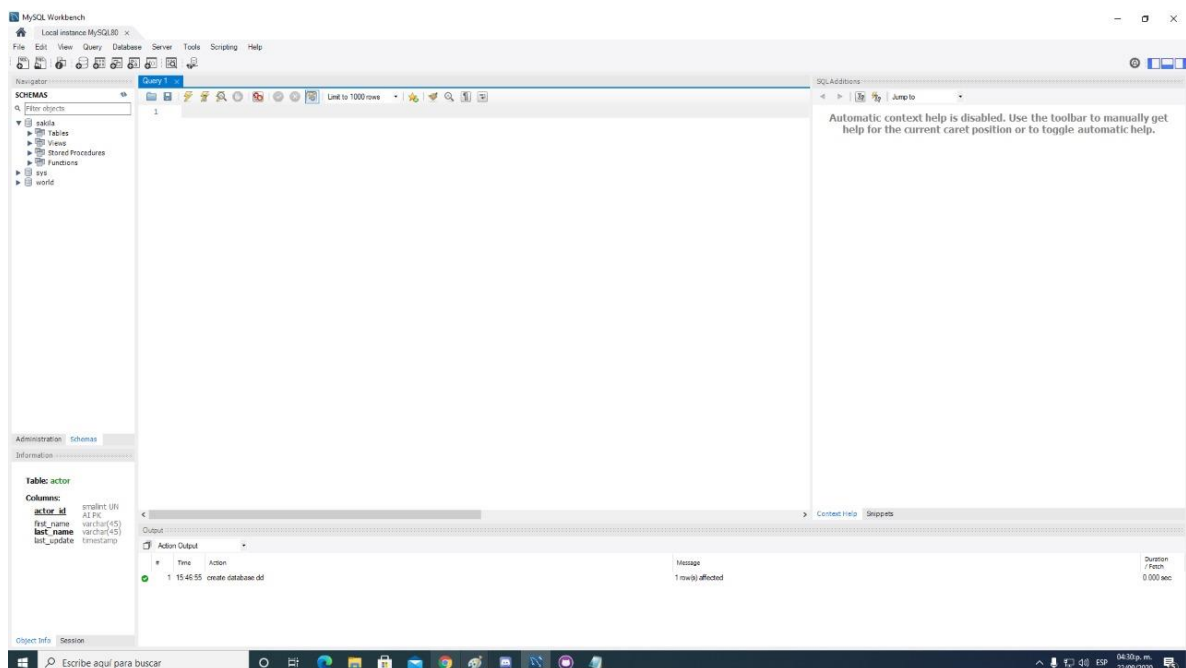 MySQL Workbench
Local instance MySQL80 ×
File Edit View Query Database Server Tools Scripting Help
Navigator
SCHEMAS
Filter objects
sakila
Tables
Views
Stored Procedures
Functions
sys
world
Administration Schemas
Information
Table: actor
Columns:
actor_id smallint UN AI PK
first_name varchar(45)
last_name varchar(45)
last_update timestamp
Object Info Session
Query 1 ×
Limit to 1000 rows
1
Output
Action Output
# Time Action Message Duration / Fetch
1 15:46:55 create database dd 1 row(s) affected 0.000 sec
SQL Additions
Jump to
Automatic context help is disabled. Use the toolbar to manually get
help for the current caret position or to toggle automatic help.
Context Help Snippets
Escribe aquí para buscar
ESP
04:30 p. m.
22/09/2020